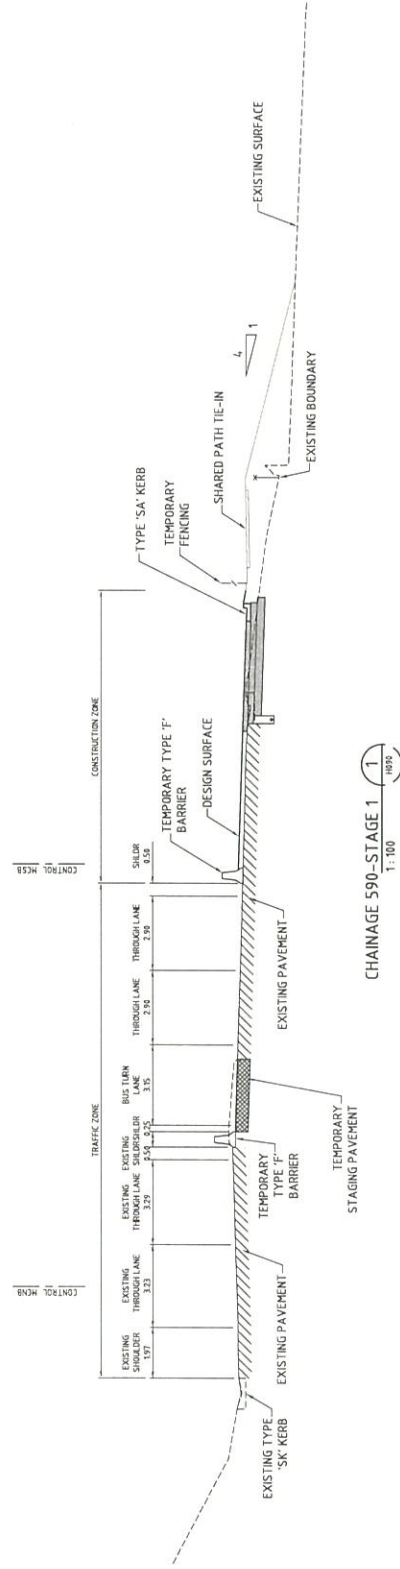 CONTROL MCNB
CONTROL MCSB
TRAFFIC ZONE
CONSTRUCTION ZONE
EXISTING
SHOULDER
1.97
EXISTING
THROUGH LANE
3.23
EXISTING
THROUGH LANE
3.29
EXISTING
SHLDR
0.50
SHLDR
0.25
BUS TURN
LANE
3.15
THROUGH LANE
2.90
THROUGH LANE
2.90
SHLDR
0.50
TEMPORARY TYPE 'F'
BARRIER
DESIGN SURFACE
TYPE 'SA' KERB
TEMPORARY
FENCING
SHARED PATH TIE-IN
4
1
EXISTING SURFACE
EXISTING TYPE
'SK' KERB
EXISTING PAVEMENT
TEMPORARY
TYPE 'F'
BARRIER
TEMPORARY
STAGING PAVEMENT
EXISTING PAVEMENT
EXISTING BOUNDARY
CHAINAGE 590-STAGE 1
1:100
1
H090